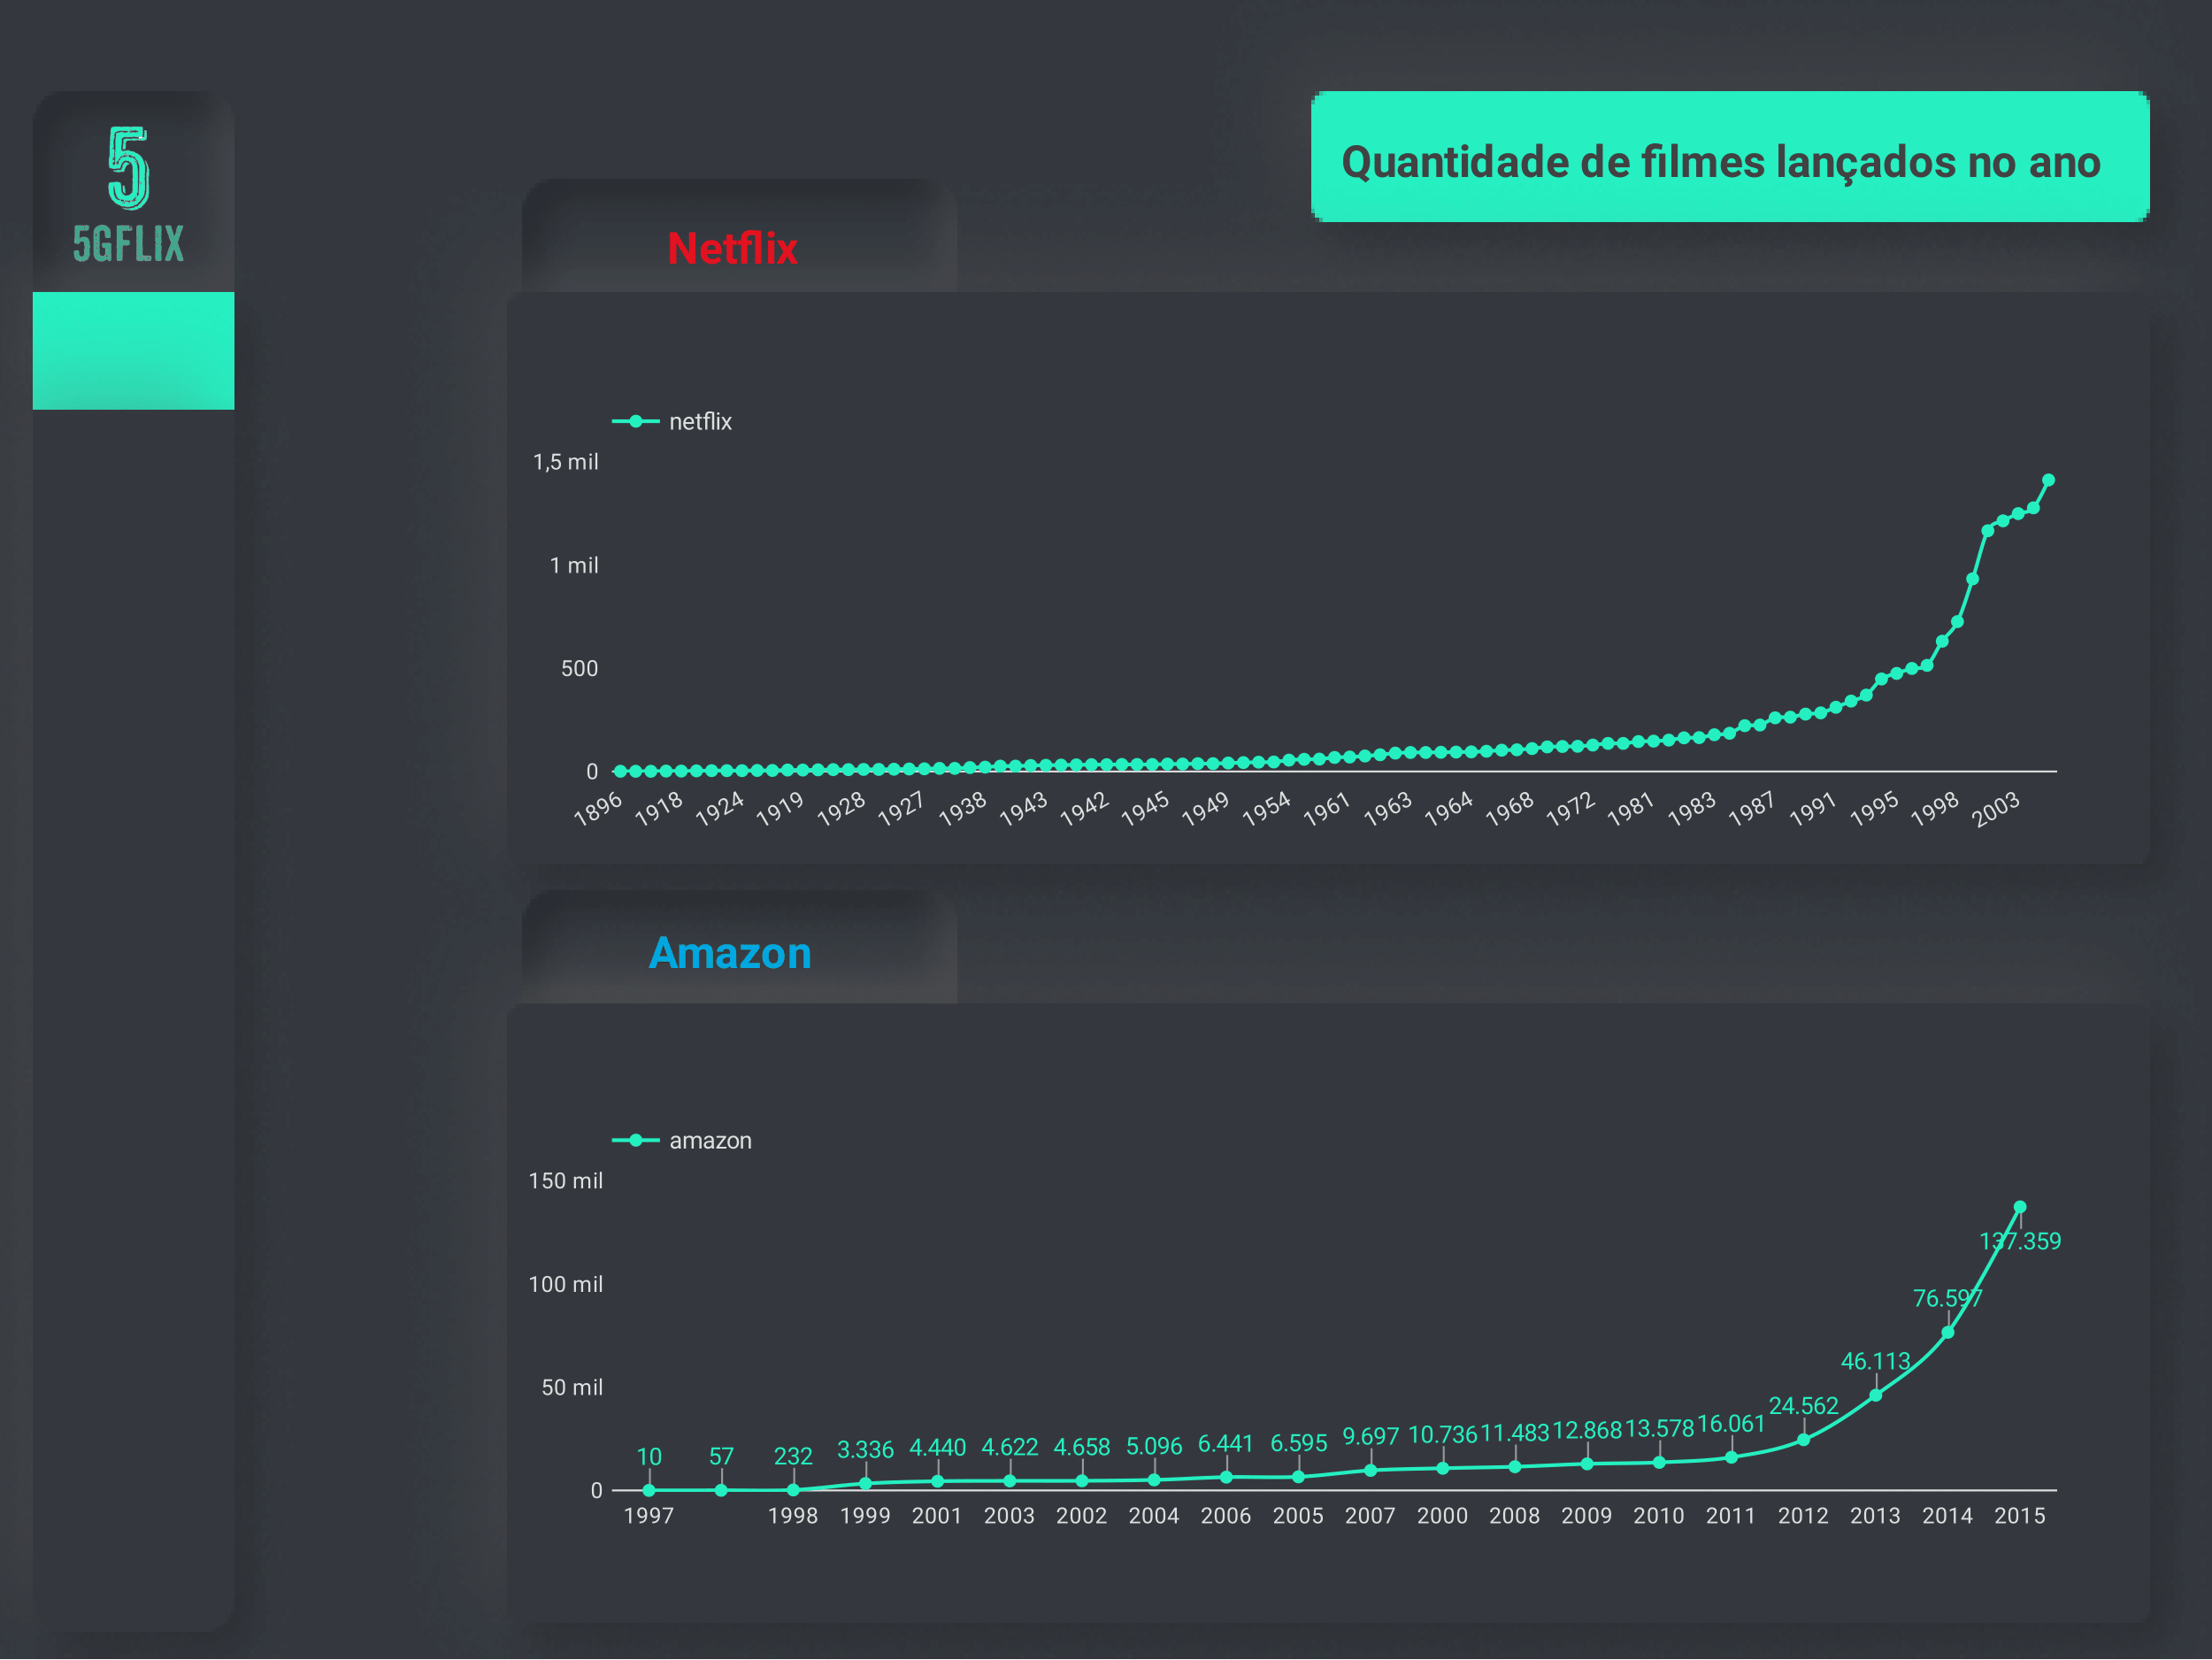 5
5GFLIX
Quantidade de filmes lançados no ano
Netflix
netflix
1,5 mil
1 mil
500
0
1896 1918 1924 1919 1928 1927 1938 1943 1942 1945 1949 1954 1961 1963 1964 1968 1972 1981 1983 1987 1991 1995 1998 2003
Amazon
amazon
150 mil
100 mil
50 mil
0
10 57 232 3.336 4.440 4.622 4.658 5.096 6.441 6.595 9.697 10.736 11.483 12.868 13.578 16.061 24.562 46.113 76.597 137.359
1997 1998 1999 2001 2003 2002 2004 2006 2005 2007 2000 2008 2009 2010 2011 2012 2013 2014 2015